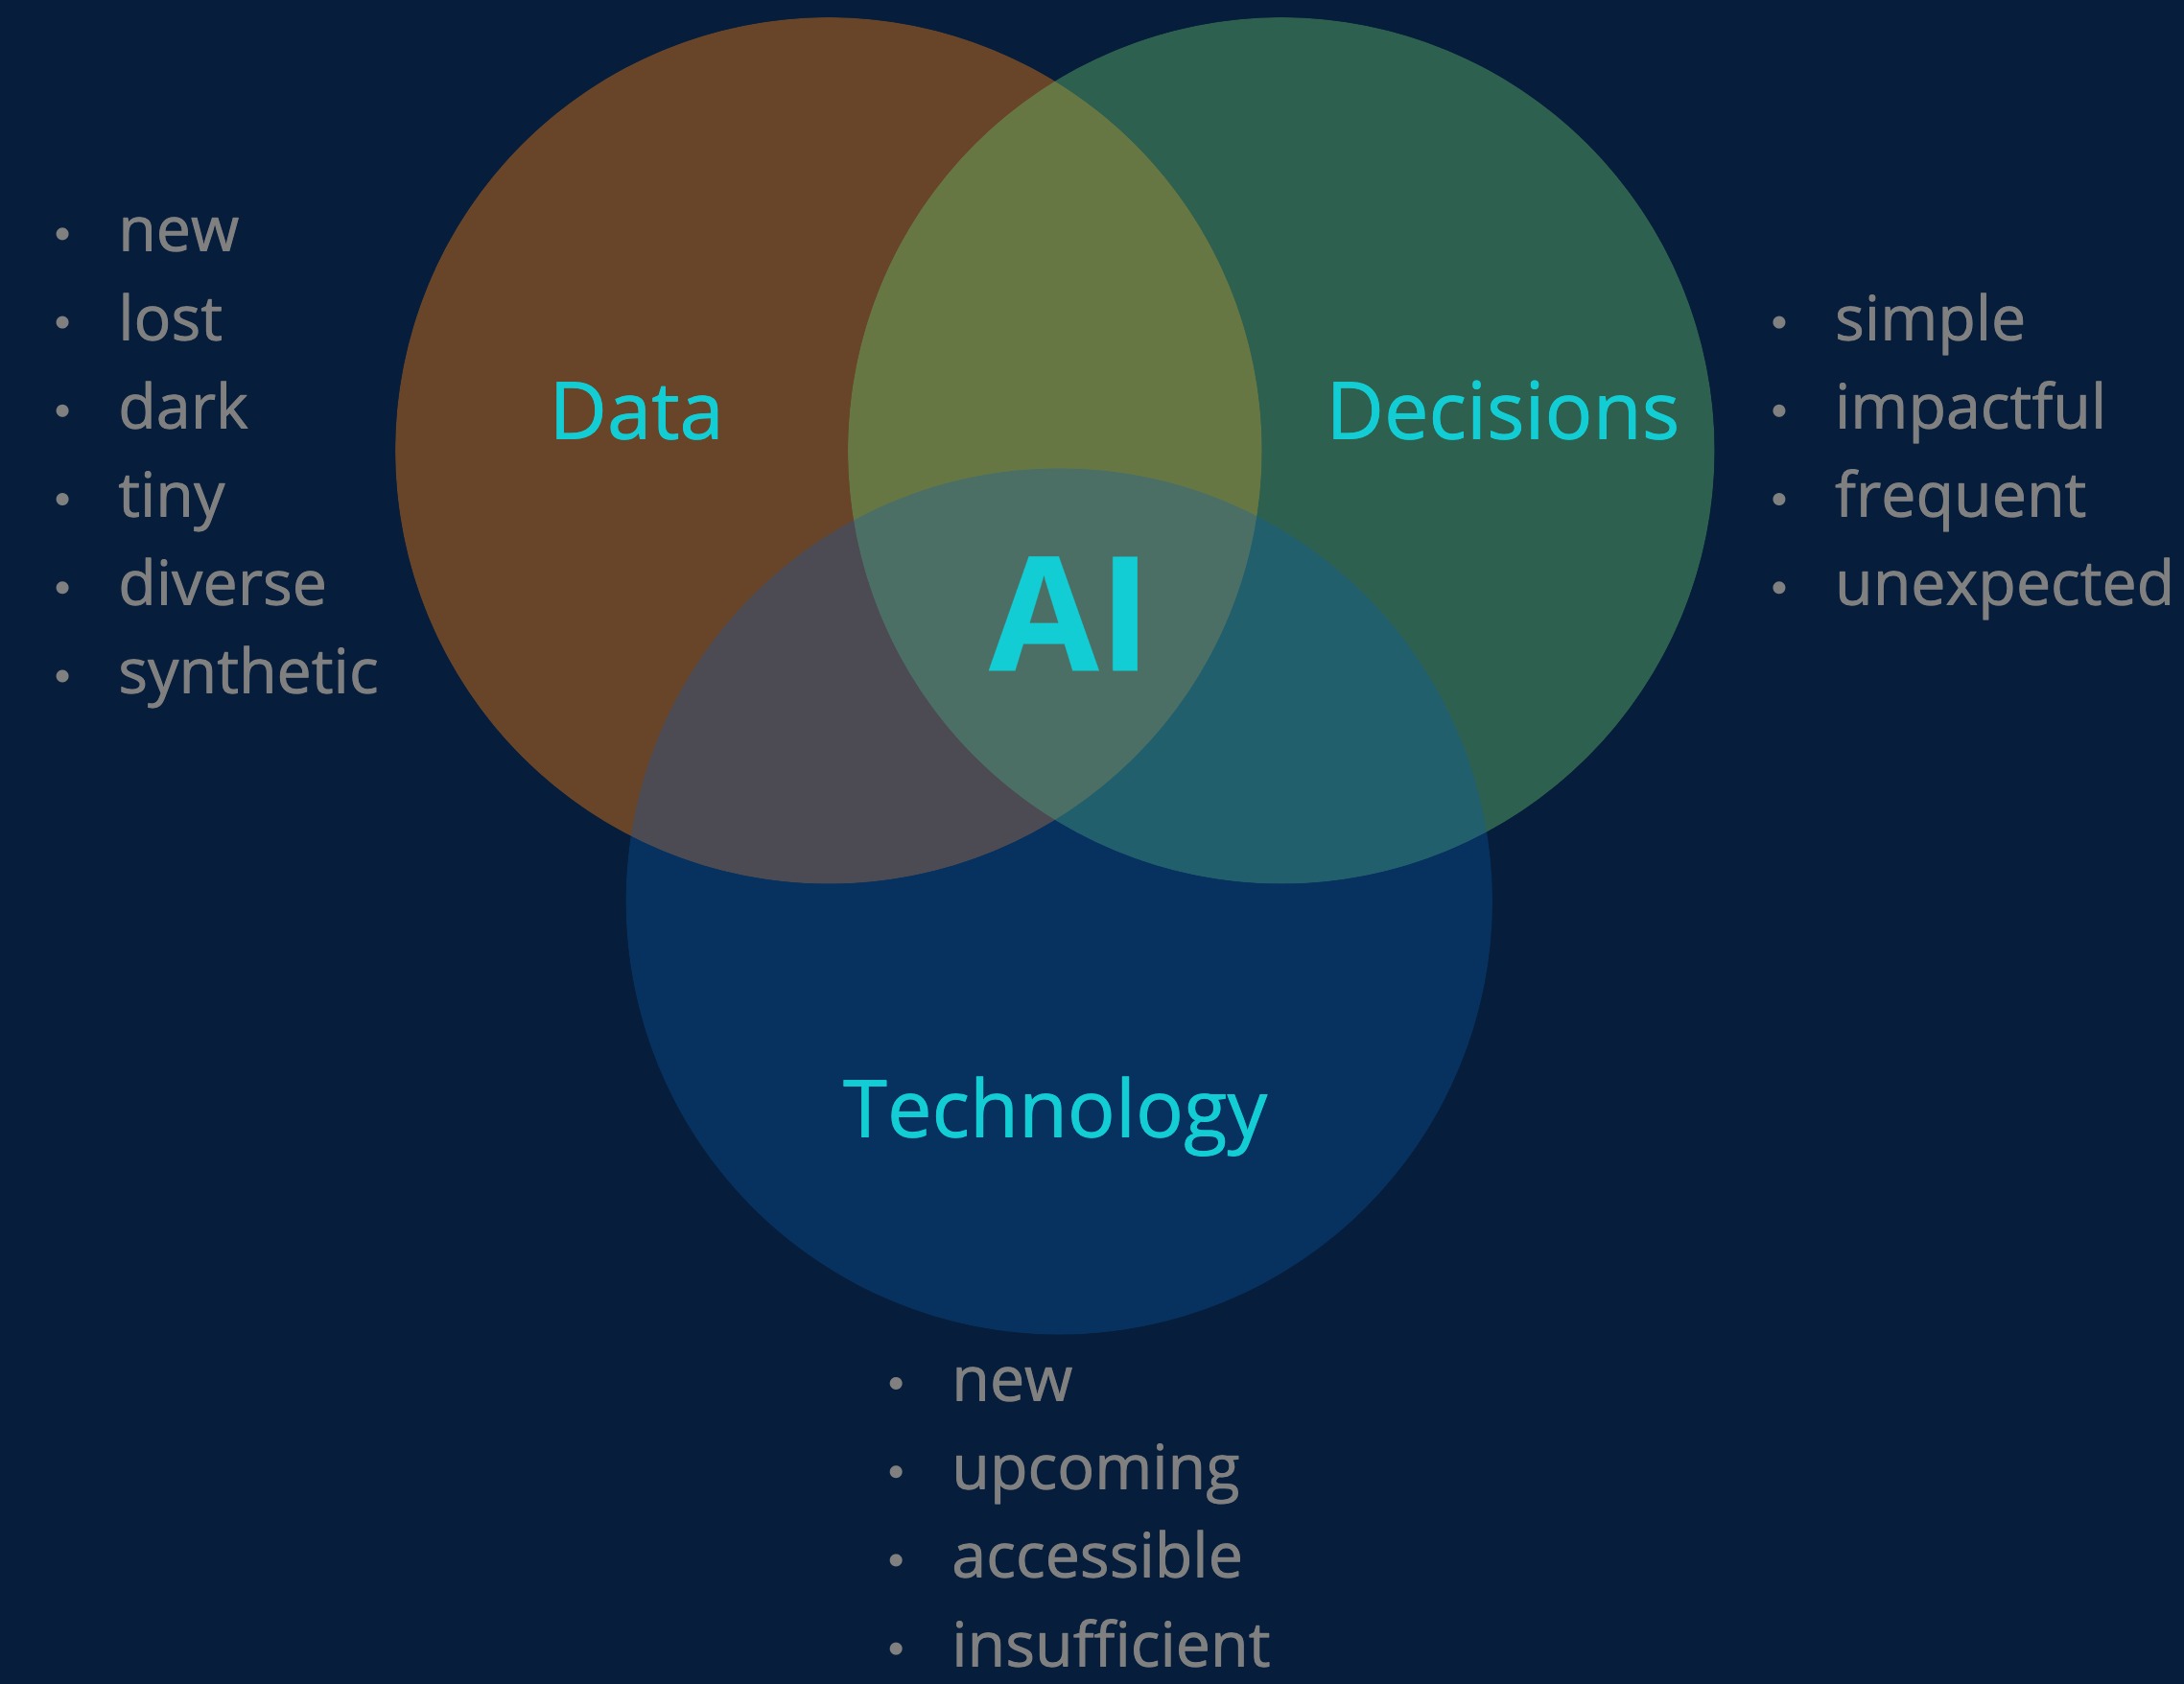 • new
• lost
• dark
• tiny
• diverse
• synthetic
Data
Decisions
AI
Technology
• simple
• impactful
• frequent
• unexpected
• new
• upcoming
• accessible
• insufficient